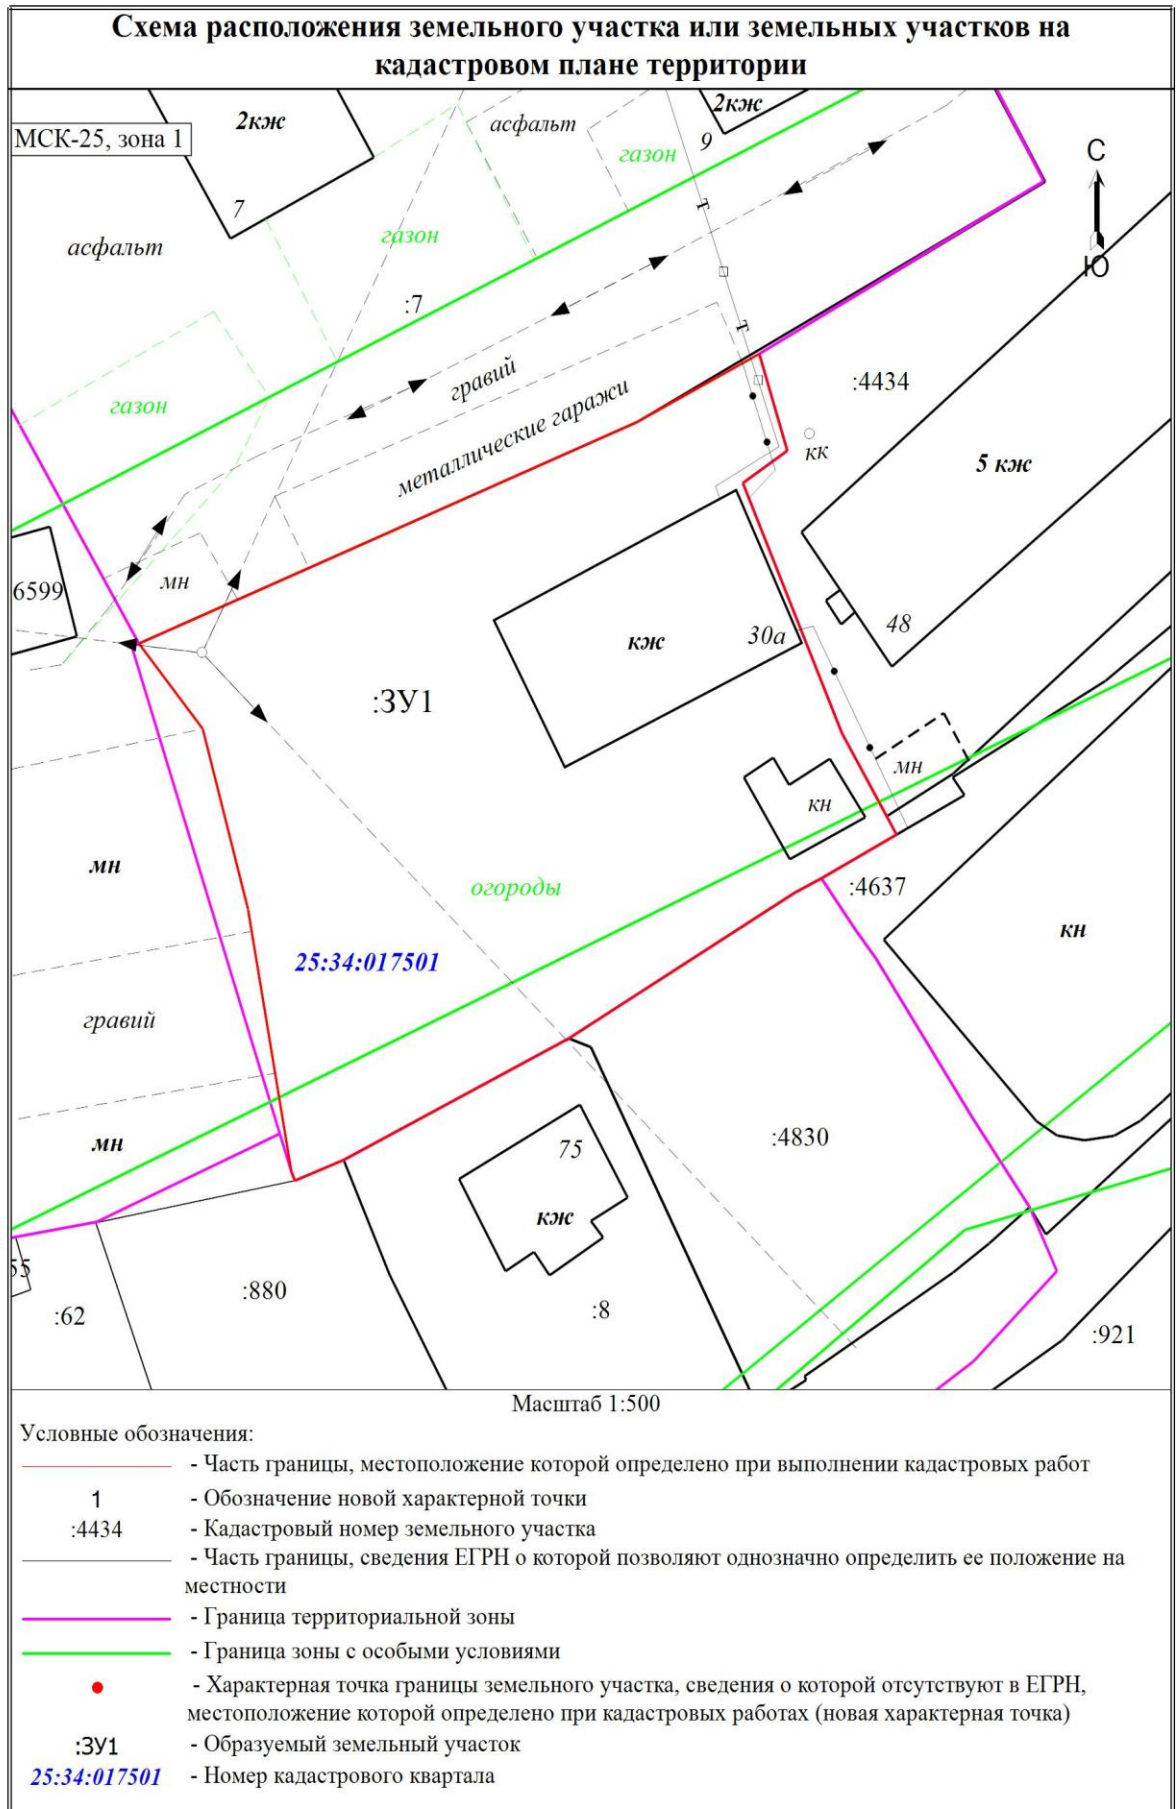 Схема расположения земельного участка или земельных участков на
кадастровом плане территории
МСК-25, зона 1
2кж
7
асфальт
асфальт
2кж
9
газон
газон
газон
С
Ю
:7
гравий
металлические гаражи
:4434
кк
5 кж
48
6599
мн
кж
30а
:ЗУ1
мн
кн
мн
огороды
:4637
кн
25:34:017501
гравий
мн
75
кж
:4830
55
:62
:880
:8
:921
Масштаб 1:500
Условные обозначения:
- Часть границы, местоположение которой определено при выполнении кадастровых работ
1 - Обозначение новой характерной точки
:4434 - Кадастровый номер земельного участка
- Часть границы, сведения ЕГРН о которой позволяют однозначно определить ее положение на
местности
- Граница территориальной зоны
- Граница зоны с особыми условиями
- Характерная точка границы земельного участка, сведения о которой отсутствуют в ЕГРН,
местоположение которой определено при кадастровых работах (новая характерная точка)
:ЗУ1 - Образуемый земельный участок
25:34:017501 - Номер кадастрового квартала